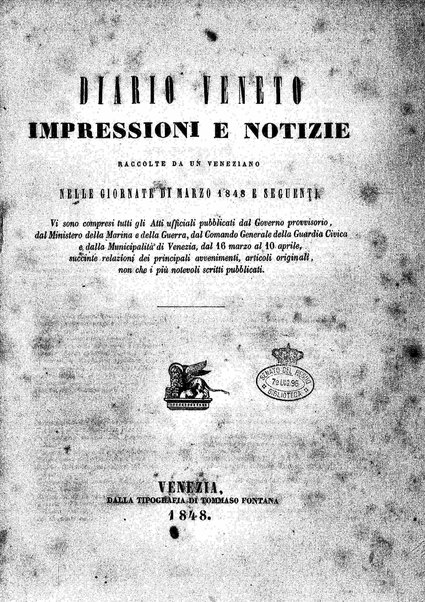 DIARIO VENETO
IMPRESSIONI E NOTIZIE
RACCOLTE DA UN VENEZIANO
NELLE GIORNATE DI MARZO 1848 E SEGUENTI.
Vi sono compresi tutti gli Atti ufficiali pubblicati dal Governo provvisorio,
dal Ministero della Marina e della Guerra, dal Comando Generale della Guardia Civica
e dalla Municipalità di Venezia, dal 16 marzo al 10 aprile,
succinte relazioni dei principali avvenimenti, articoli originali,
non che i più notevoli scritti pubblicati.
SENATO DEL REGNO
BIBLIOTECA
VENEZIA,
DALLA TIPOGRAFIA DI TOMMASO FONTANA
1848.